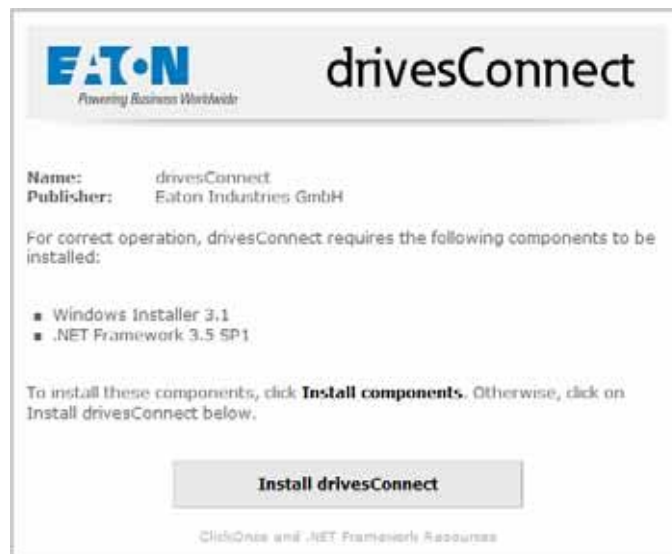 EATON
Powering Business Worldwide
drivesConnect
Name: drivesConnect
Publisher: Eaton Industries GmbH
For correct operation, drivesConnect requires the following components to be
installed:
▪ Windows Installer 3.1
▪ .NET Framework 3.5 SP1
To install these components, click Install components. Otherwise, click on
Install drivesConnect below.
Install drivesConnect
ClickOnce and .NET Framework Resources